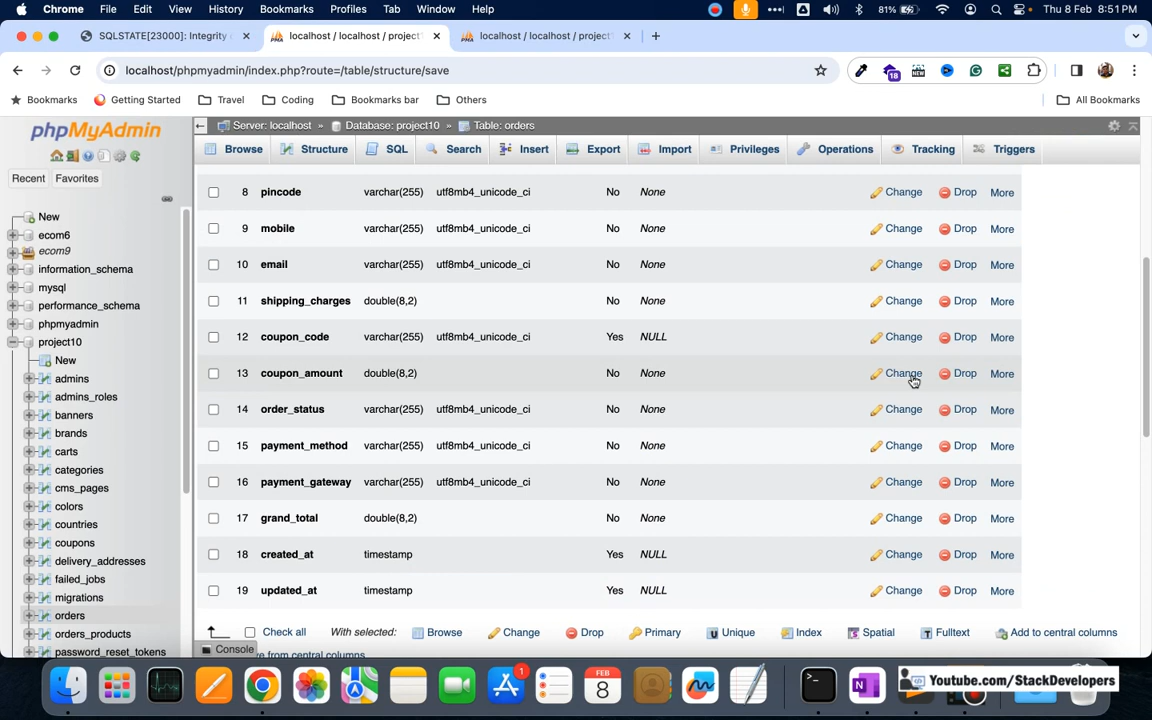 Chrome File Edit View History Bookmarks Profiles Tab Window Help 81% Thu 8 Feb 8:51 PM
SQLSTATE[23000]: Integrity localhost / localhost / project1 localhost / localhost / project1
localhost/phpmyadmin/index.php?route=/table/structure/save 18 NEW
Bookmarks Getting Started Travel Coding Bookmarks bar Others All Bookmarks
phpMyAdmin
Server: localhost » Database: project10 » Table: orders
Browse Structure SQL Search Insert Export Import Privileges Operations Tracking Triggers
Recent Favorites
New
ecom6
ecom9
information_schema
mysql
performance_schema
phpmyadmin
project10
New
admins
admins_roles
banners
brands
carts
categories
cms_pages
colors
countries
coupons
delivery_addresses
failed_jobs
migrations
orders
orders_products
password_reset_tokens
8 pincode varchar(255) utf8mb4_unicode_ci No None Change Drop More
9 mobile varchar(255) utf8mb4_unicode_ci No None Change Drop More
10 email varchar(255) utf8mb4_unicode_ci No None Change Drop More
11 shipping_charges double(8,2) No None Change Drop More
12 coupon_code varchar(255) utf8mb4_unicode_ci Yes NULL Change Drop More
13 coupon_amount double(8,2) No None Change Drop More
14 order_status varchar(255) utf8mb4_unicode_ci No None Change Drop More
15 payment_method varchar(255) utf8mb4_unicode_ci No None Change Drop More
16 payment_gateway varchar(255) utf8mb4_unicode_ci No None Change Drop More
17 grand_total double(8,2) No None Change Drop More
18 created_at timestamp Yes NULL Change Drop More
19 updated_at timestamp Yes NULL Change Drop More
Check all With selected: Browse Change Drop Primary Unique Index Spatial Fulltext Add to central columns
Console ve from central columns
1 FEB 8
Youtube.com/StackDevelopers